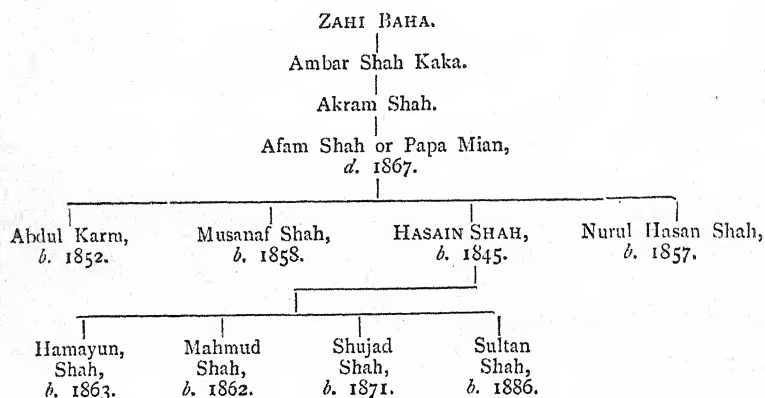 ZAHI BAHA.
Ambar Shah Kaka.
Akram Shah.
Afam Shah or Papa Mian,
d. 1867.
Abdul Karm, Musanaf Shah, HASAIN SHAH, Nurul Hasan Shah,
b. 1852. b. 1858. b. 1845. b. 1857.
Hamayun, Mahmud Shujad Sultan
Shah, Shah, Shah, Shah,
b. 1863. b. 1862. b. 1871. b. 1886.